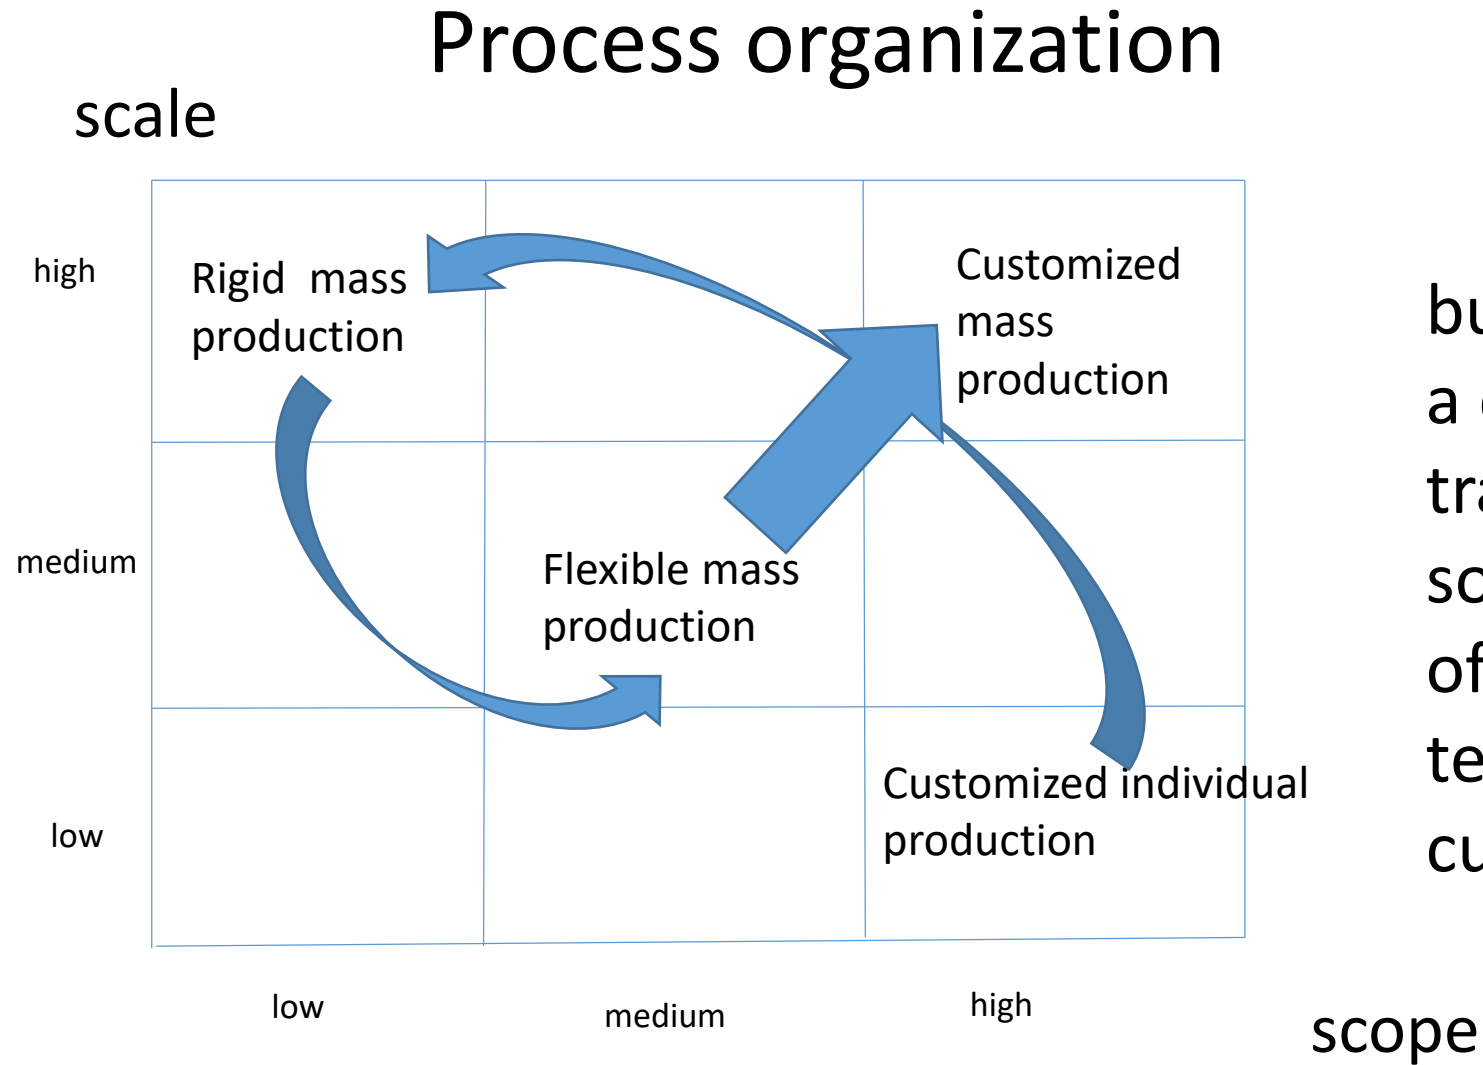 Process organization
scale
high
Rigid mass
production
Customized
mass
production
medium
Flexible mass
production
low
Customized individual
production
low
medium
high
scope
a
of